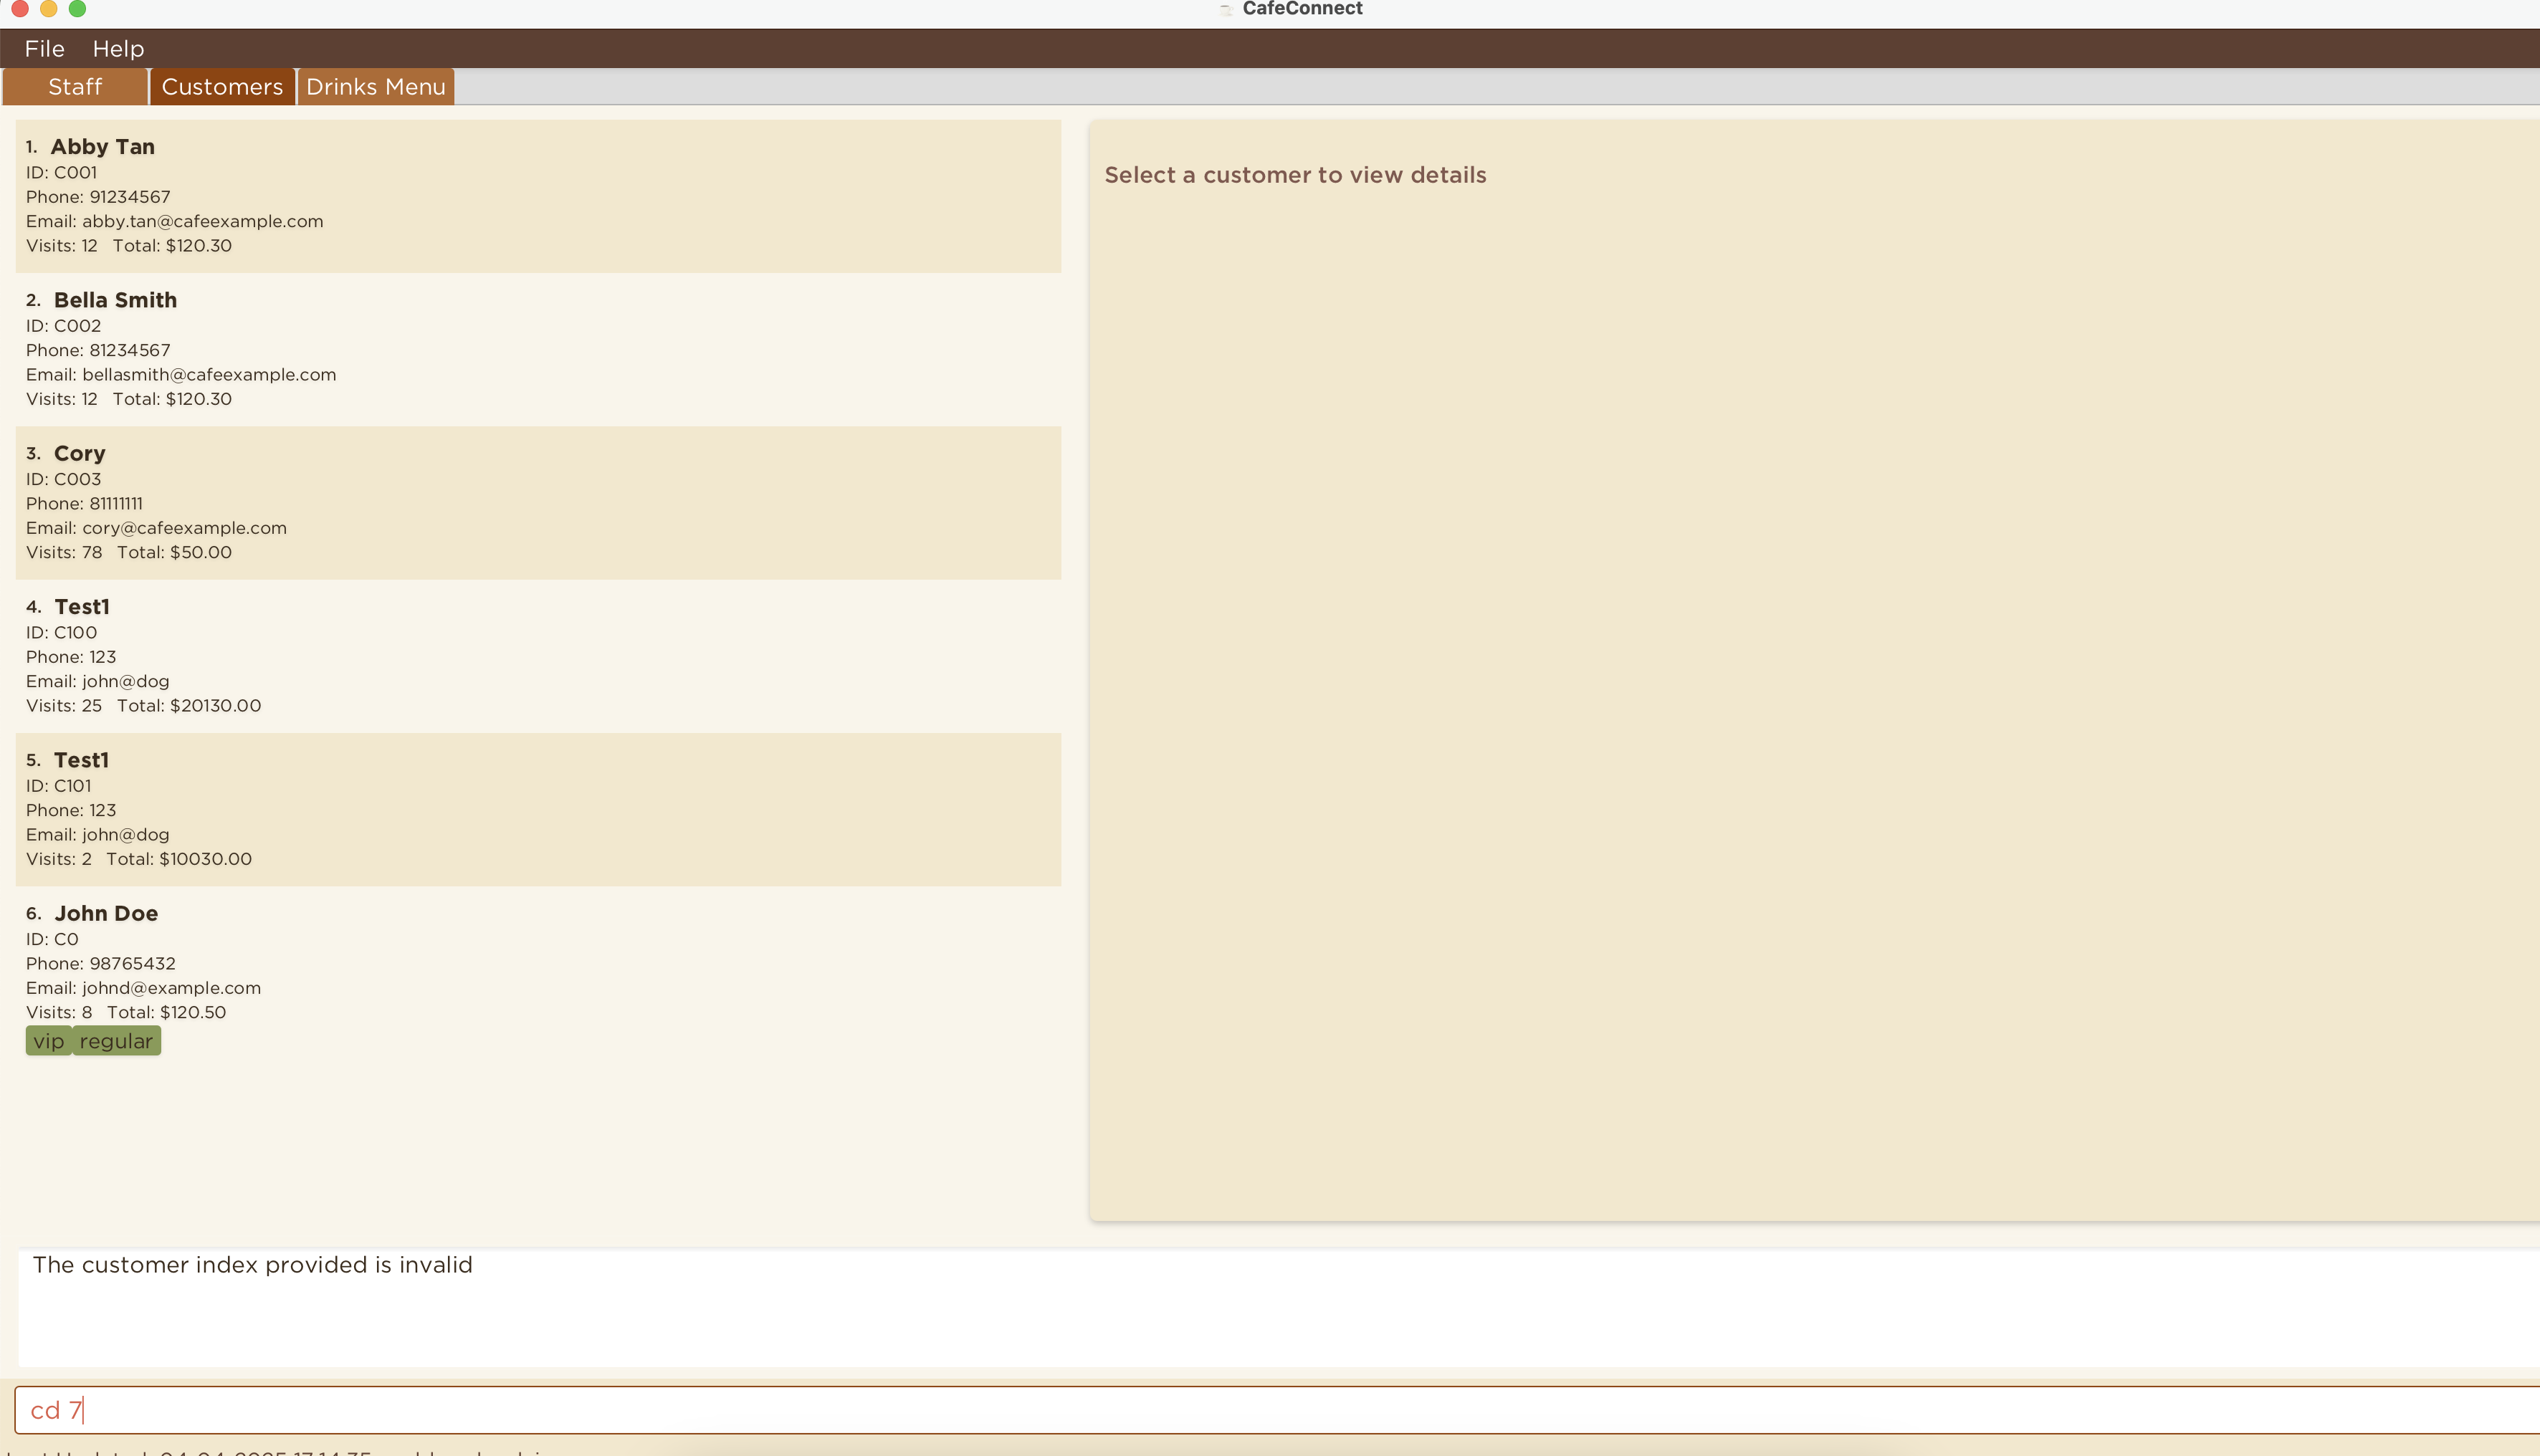 CafeConnect
File Help
Staff Customers Drinks Menu
1. Abby Tan
ID: C001
Phone: 91234567
Email: abby.tan@cafeexample.com
Visits: 12 Total: $120.30
2. Bella Smith
ID: C002
Phone: 81234567
Email: bellasmith@cafeexample.com
Visits: 12 Total: $120.30
3. Cory
ID: C003
Phone: 81111111
Email: cory@cafeexample.com
Visits: 78 Total: $50.00
4. Test1
ID: C100
Phone: 123
Email: john@dog
Visits: 25 Total: $20130.00
5. Test1
ID: C101
Phone: 123
Email: john@dog
Visits: 2 Total: $10030.00
6. John Doe
ID: C0
Phone: 98765432
Email: johnd@example.com
Visits: 8 Total: $120.50
vip regular
Select a customer to view details
The customer index provided is invalid
cd 7